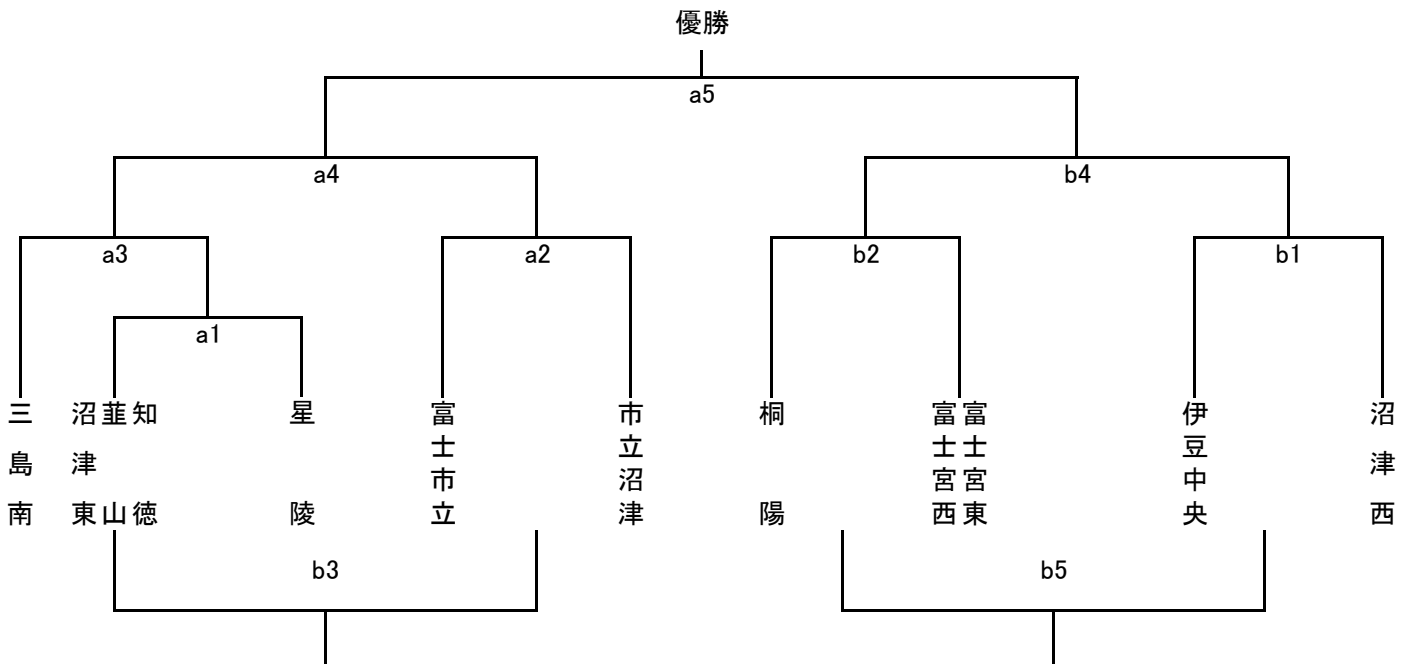 優勝
a5
a4
b4
a3
a2
b2
b1
a1
三島南
沼津東
韮山
知徳
星陵
富士市立
市立沼津
桐陽
富士宮西
富士宮東
伊豆中央
沼津西
b3
b5